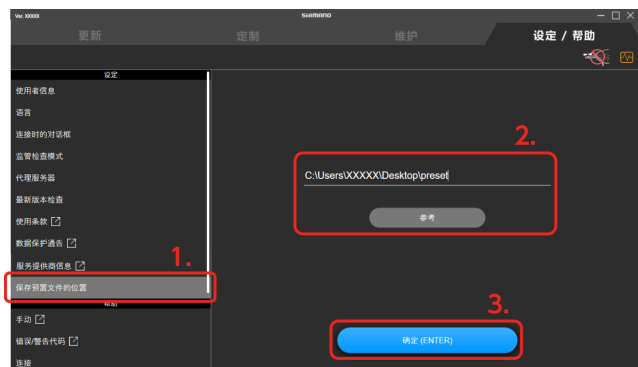 Ver. XXXXX
SHIMANO
更新
定制
维护
设定 / 帮助
设定
使用者信息
语言
连接时的对话框
监管检查模式
代理服务器
最新版本检查
使用条款
数据保护通告
服务提供商信息
1.
保存预置文件的位置
帮助
手动
错误/警告代码
连接
2.
C:\Users\XXXXX\Desktop\preset
参考
3.
确定 (ENTER)